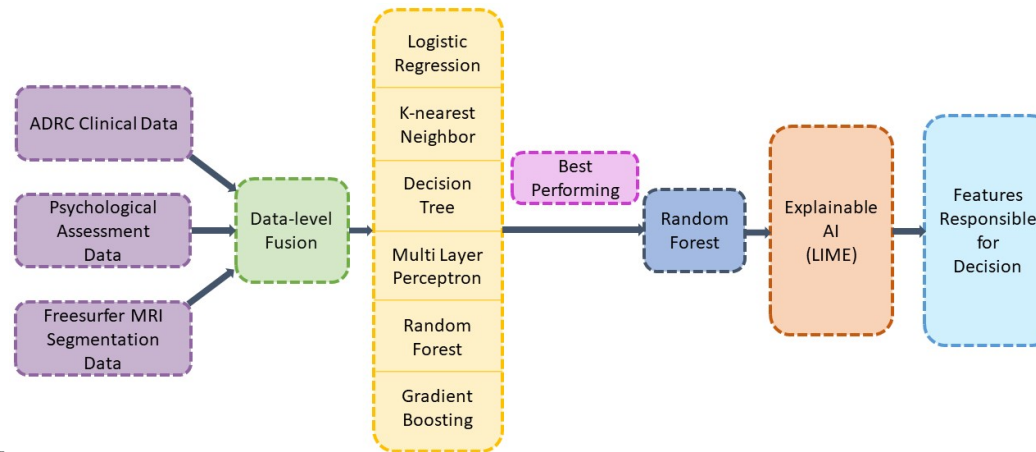 ADRC Clinical Data
Psychological
Assessment
Data
Freesurfer MRI
Segmentation
Data
Data-level
Fusion
Logistic
Regression
K-nearest
Neighbor
Decision
Tree
Multi Layer
Perceptron
Random
Forest
Gradient
Boosting
Best
Performing
Random
Forest
Explainable
AI
(LIME)
Features
Responsible
for
Decision